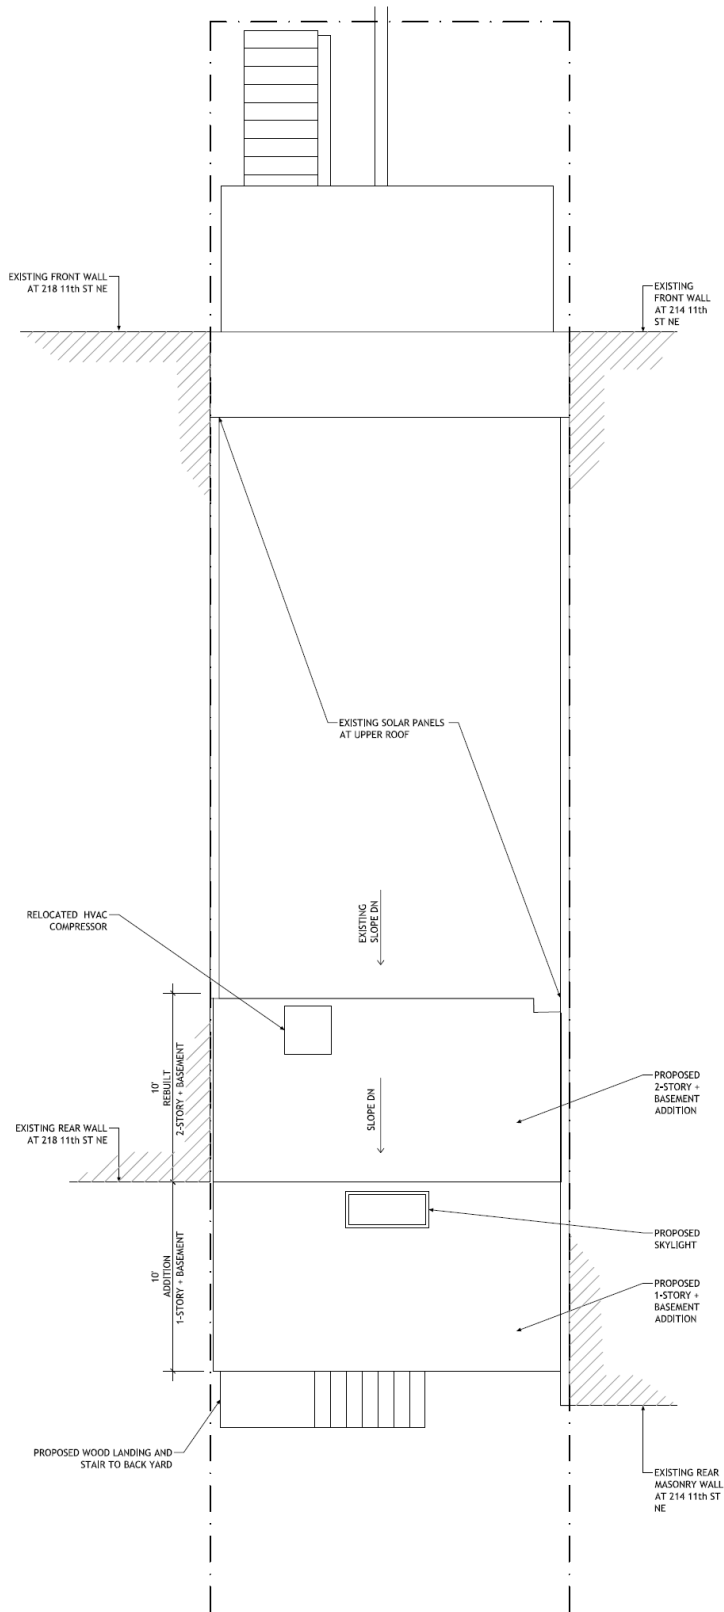 EXISTING FRONT WALL
AT 218 11th ST NE
EXISTING
FRONT WALL
AT 214 11th
ST NE
EXISTING SOLAR PANELS
AT UPPER ROOF
EXISTING
SLOPE DN
RELOCATED HVAC
COMPRESSOR
10'
REBUILT
2-STORY + BASEMENT
SLOPE DN
PROPOSED
2-STORY +
BASEMENT
ADDITION
EXISTING REAR WALL
AT 218 11th ST NE
PROPOSED
SKYLIGHT
10'
ADDITION
1-STORY + BASEMENT
PROPOSED
1-STORY +
BASEMENT
ADDITION
PROPOSED WOOD LANDING AND
STAIR TO BACK YARD
EXISTING REAR
MASONRY WALL
AT 214 11th ST
NE